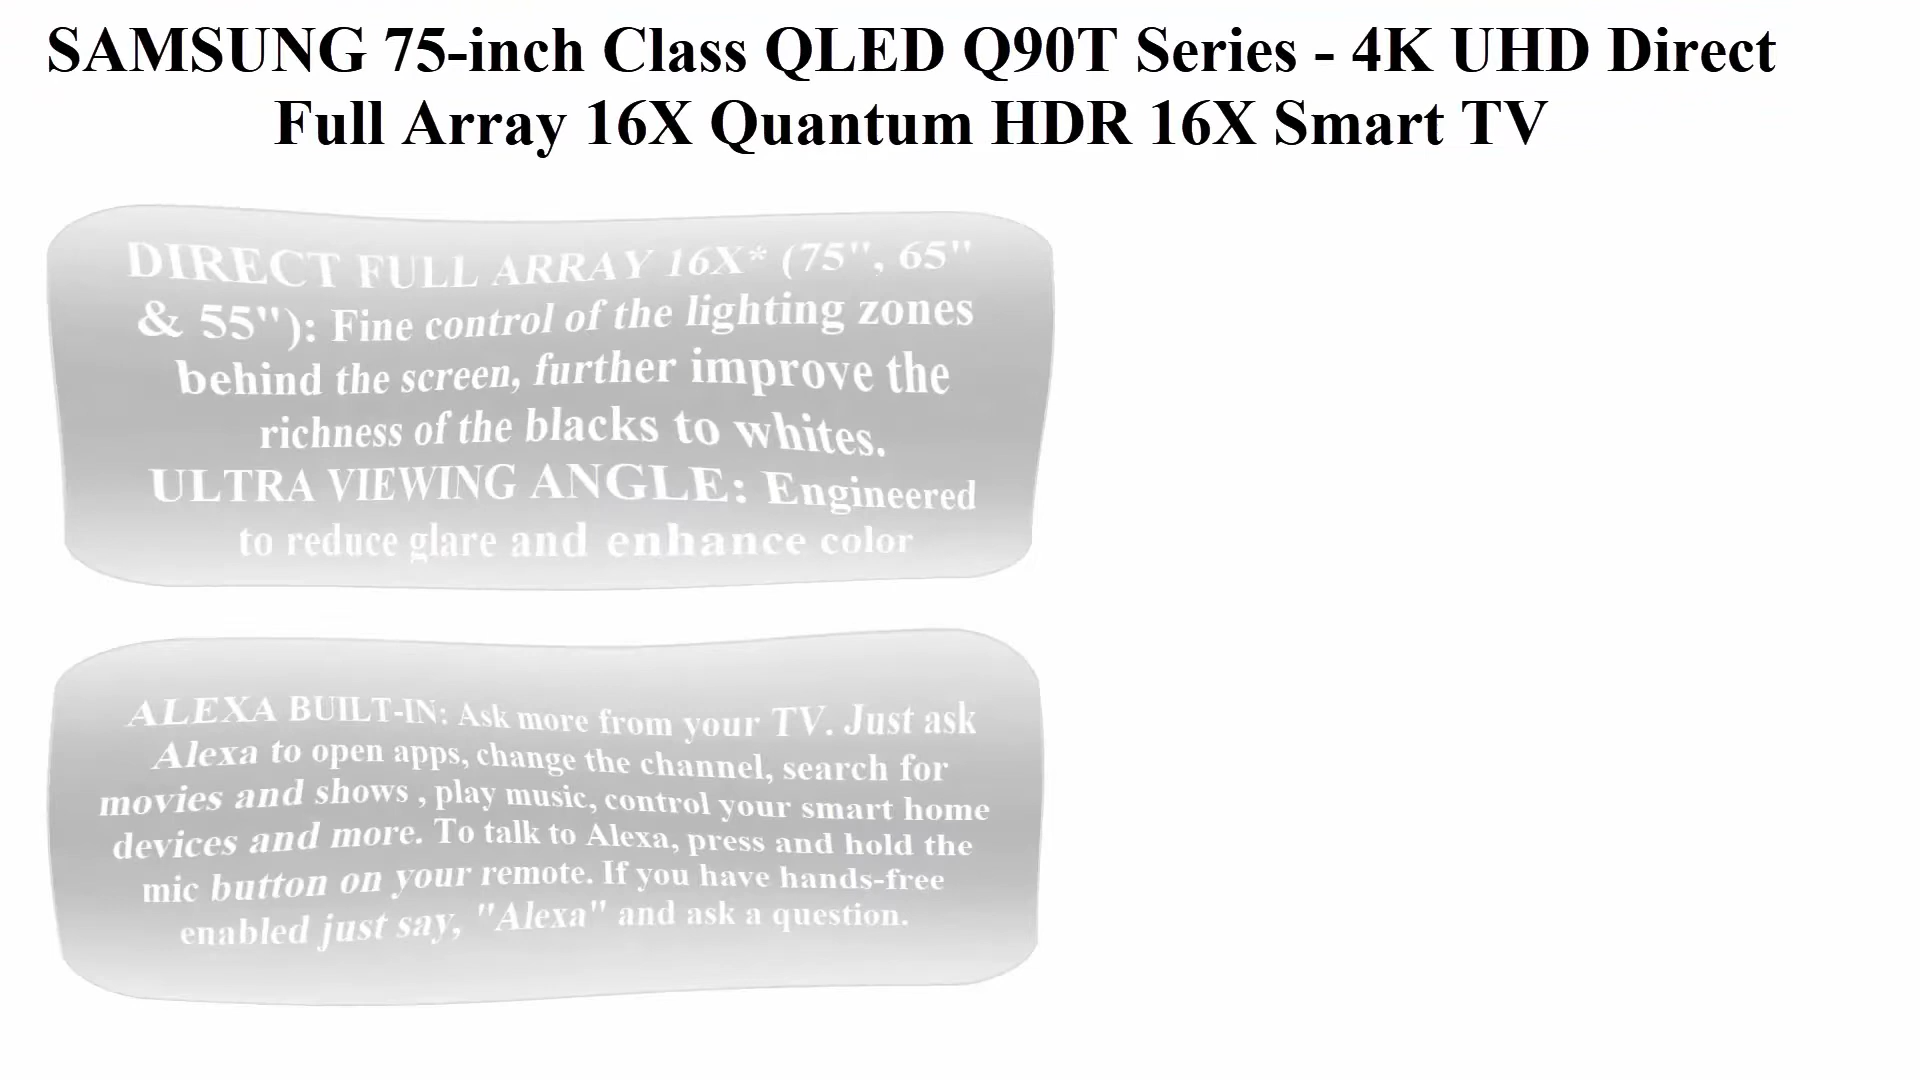 SAMSUNG 75-inch Class QLED Q90T Series - 4K UHD Direct
Full Array 16X Quantum HDR 16X Smart TV
DIRECT FULL ARRAY 16X* (75", 65"
& 55"): Fine control of the lighting zones
behind the screen, further improve the
richness of the blacks to whites.
ULTRA VIEWING ANGLE: Engineered
to reduce glare and enhance color
ALEXA BUILT-IN: Ask more from your TV. Just ask
Alexa to open apps, change the channel, search for
movies and shows , play music, control your smart home
devices and more. To talk to Alexa, press and hold the
mic button on your remote. If you have hands-free
enabled just say, "Alexa" and ask a question.